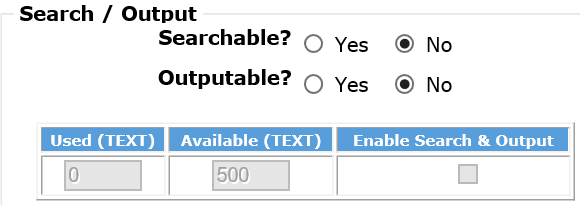 Search / Output
Searchable? Yes No
Outputable? Yes No
Used (TEXT) Available (TEXT) Enable Search & Output
0 500